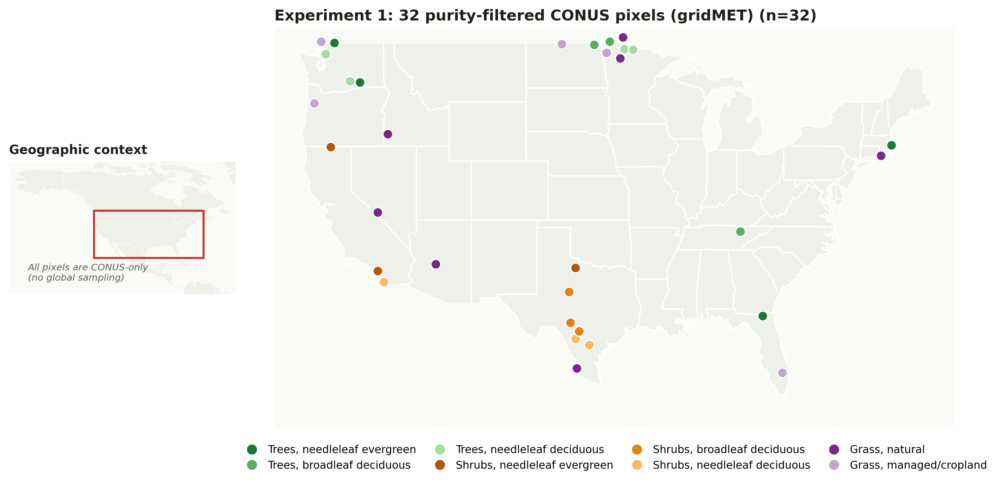 Experiment 1: 32 purity-filtered CONUS pixels (gridMET) (n=32)
Geographic context
All pixels are CONUS-only
(no global sampling)
Trees, needleleaf evergreen
Trees, broadleaf deciduous
Trees, needleleaf deciduous
Shrubs, needleleaf evergreen
Shrubs, broadleaf deciduous
Shrubs, needleleaf deciduous
Grass, natural
Grass, managed/cropland